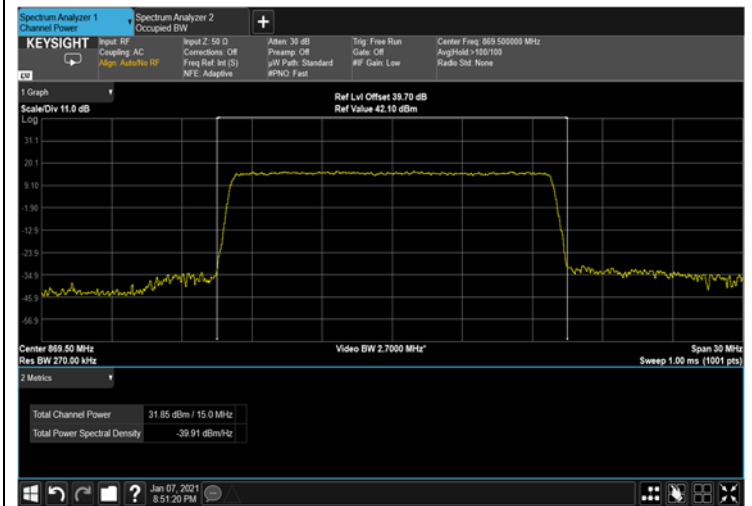 Spectrum Analyzer 1
Channel Power
Spectrum Analyzer 2
Occupied BW
KEYSIGHT
Input: RF
Coupling: AC
Align: Auto/No RF
Input Z: 50 Ω
Corrections: Off
Freq Ref: Int (S)
NFE: Adaptive
Atten: 30 dB
Preamp: Off
µW Path: Standard
#PNO: Fast
Trig: Free Run
Gate: Off
#IF Gain: Low
Center Freq: 869.500000 MHz
Avg|Hold:>100/100
Radio Std: None
1 Graph
Scale/Div 11.0 dB
Ref Lvl Offset 39.70 dB
Ref Value 42.10 dBm
Log
31.1
20.1
9.10
-1.90
-12.9
-23.9
-34.9
-45.9
-56.9
Center 869.50 MHz
Res BW 270.00 kHz
Video BW 2.7000 MHz*
Span 30 MHz
Sweep 1.00 ms (1001 pts)
2 Metrics
Total Channel Power 31.85 dBm / 15.0 MHz
Total Power Spectral Density -39.91 dBm/Hz
?
Jan 07, 2021
8:51:20 PM